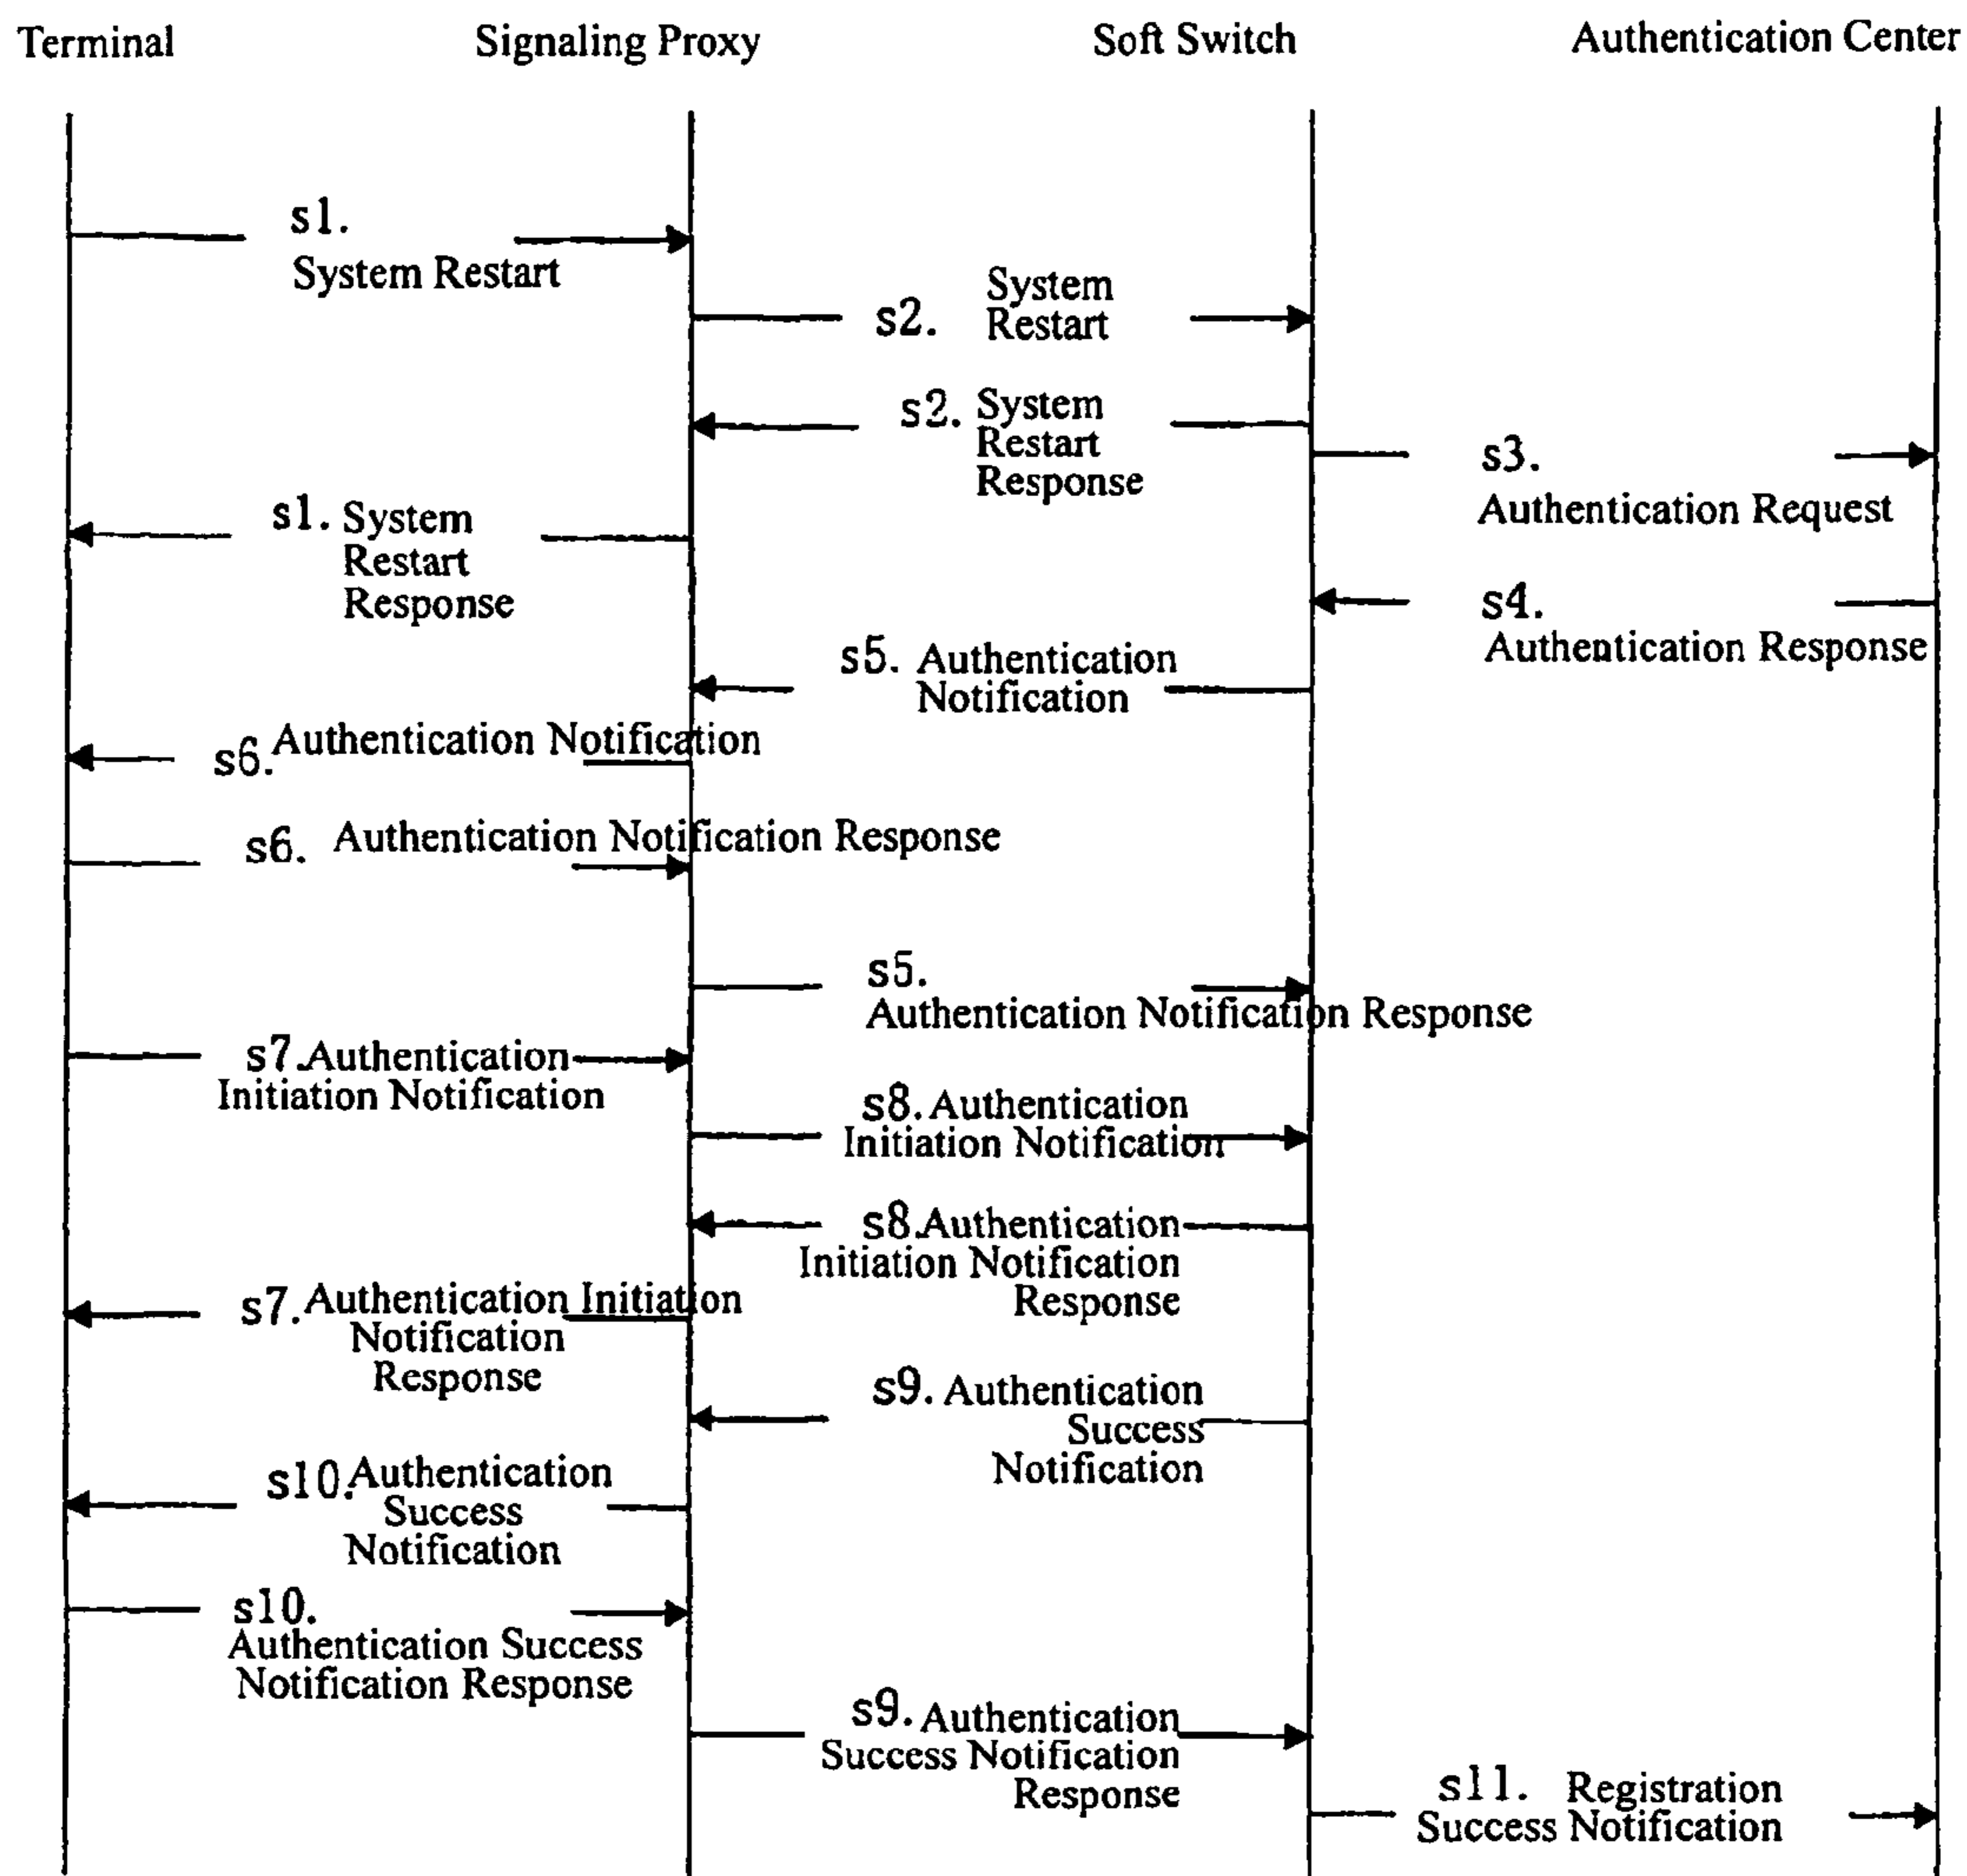 Terminal
Signaling Proxy
Soft Switch
Authentication Center
s1.
System Restart
s2. System
Restart
s2. System
Restart
Response
s3.
Authentication Request
s1. System
Restart
Response
s4.
Authentication Response
s5. Authentication
Notification
s6. Authentication Notification
s6. Authentication Notification Response
s5.
Authentication Notification Response
s7. Authentication
Initiation Notification
s8. Authentication
Initiation Notification
s8. Authentication
Initiation Notification
Response
s7. Authentication Initiation
Notification
Response
s9. Authentication
Success
Notification
s10. Authentication
Success
Notification
s10.
Authentication Success
Notification Response
s9. Authentication
Success Notification
Response
s11. Registration
Success Notification